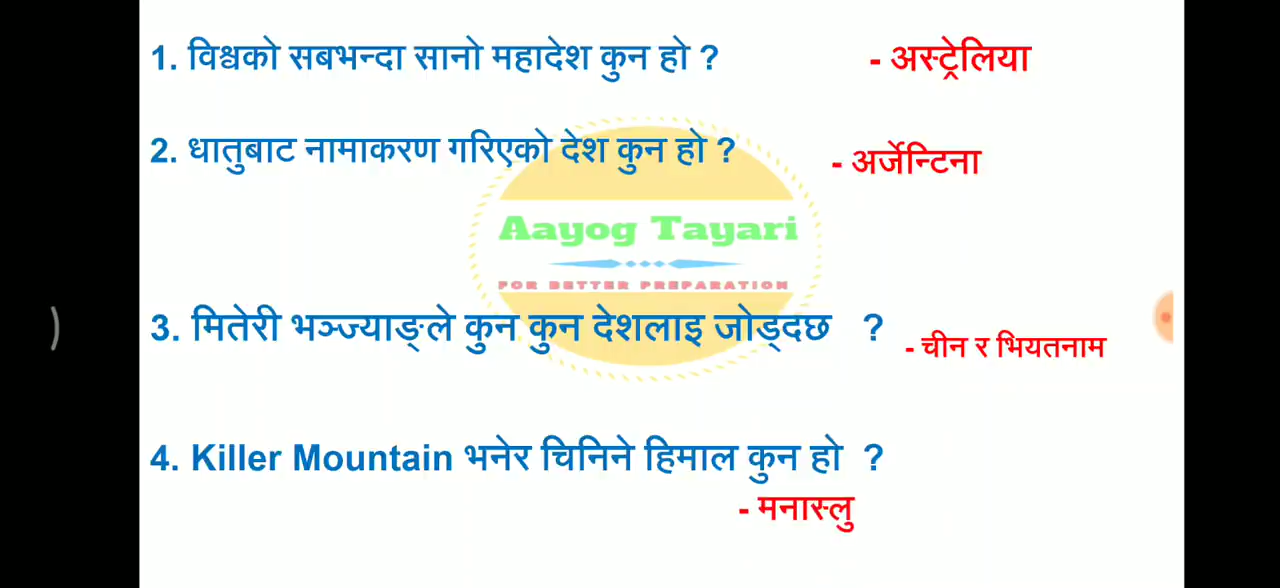 1. विश्वको सबभन्दा सानो महादेश कुन हो ? - अस्ट्रेलिया
2. धातुबाट नामाकरण गरिएको देश कुन हो ? - अर्जेन्टिना
Aayog Tayari
FOR BETTER PREPARATION
3. मितेरी भञ्ज्याङ्ले कुन कुन देशलाइ जोड्दछ ? - चीन र भियतनाम
4. Killer Mountain भनेर चिनिने हिमाल कुन हो ?
- मनास्लु